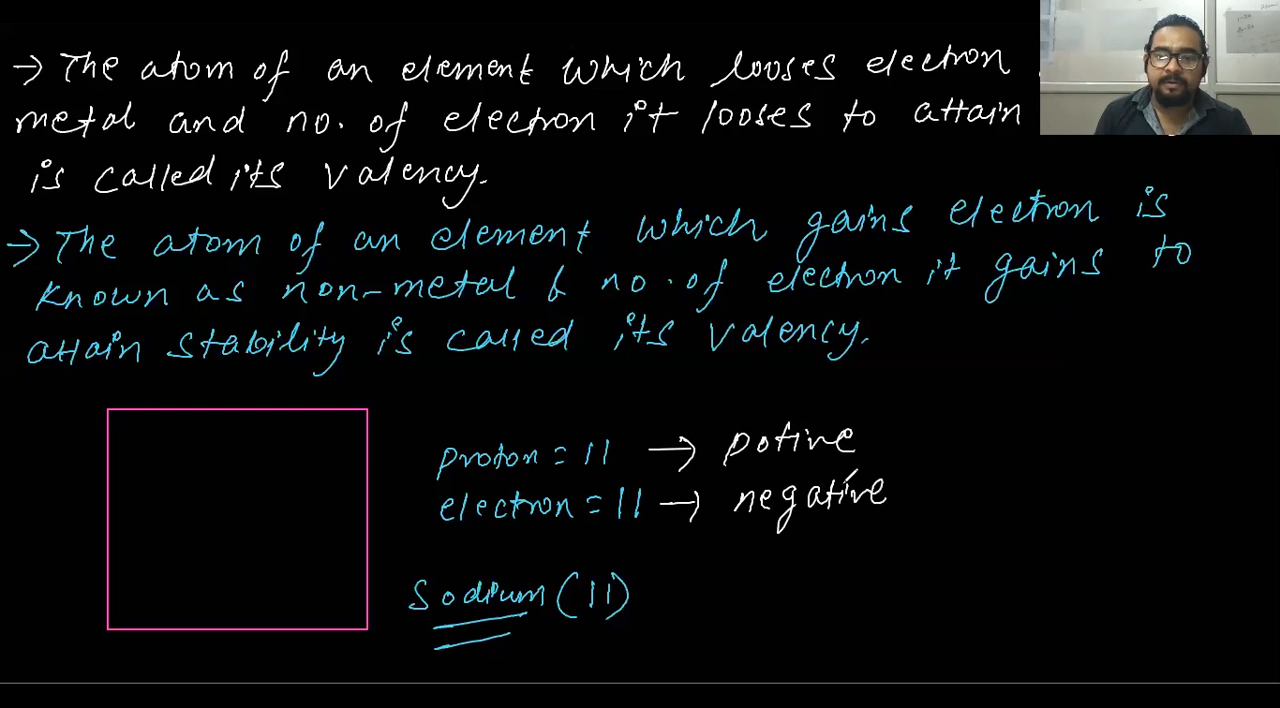 → The atom of an element which looses electron
metal and no. of electron it looses to attain
is called its valency.
→ The atom of an element which gains electron is
known as non-metal & no. of electron it gains to
attain stability is called its valency.
proton = 11 → potive
electron = 11 → negative
Sodium (11)